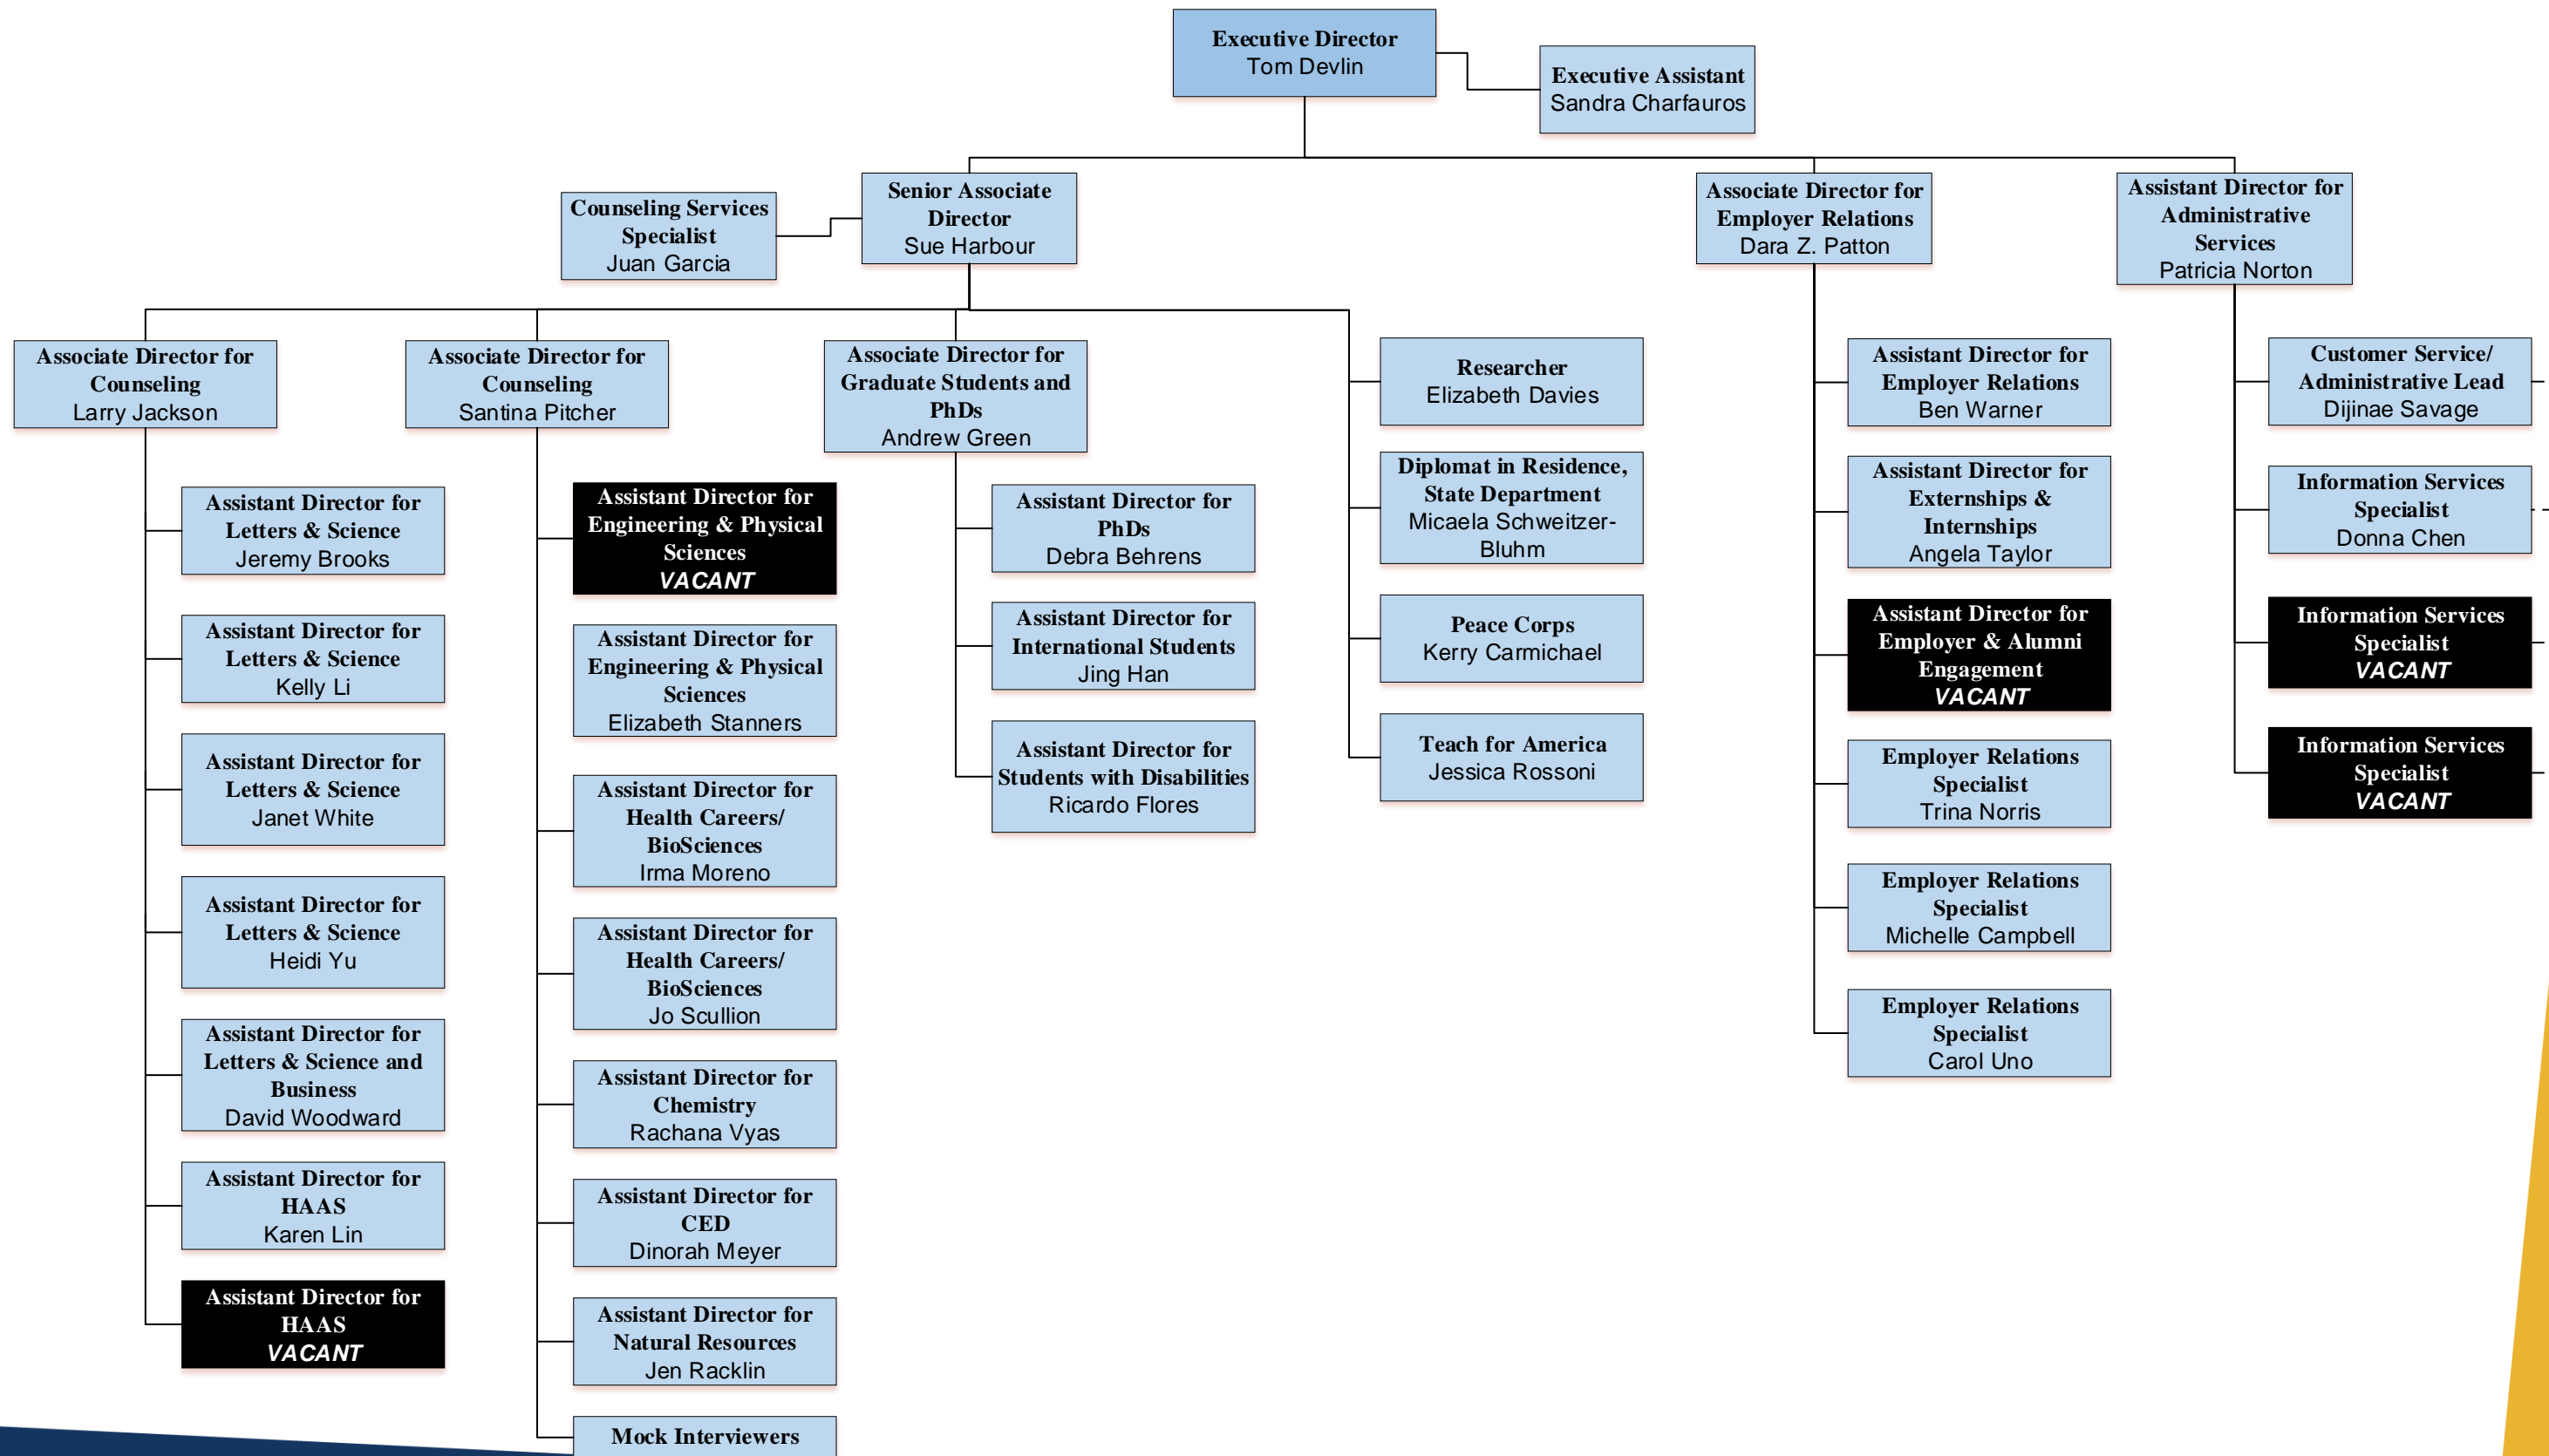 Executive Director
Tom Devlin
Executive Assistant
Sandra Charfauros
Counseling Services
Specialist
Juan Garcia
Senior Associate
Director
Sue Harbour
Associate Director for
Employer Relations
Dara Z. Patton
Assistant Director for
Administrative
Services
Patricia Norton
Associate Director for
Counseling
Larry Jackson
Assistant Director for
Letters & Science
Jeremy Brooks
Assistant Director for
Letters & Science
Kelly Li
Assistant Director for
Letters & Science
Janet White
Assistant Director for
Letters & Science
Heidi Yu
Assistant Director for
Letters & Science and
Business
David Woodward
Assistant Director for
HAAS
Karen Lin
Assistant Director for
HAAS
VACANT
Associate Director for
Counseling
Santina Pitcher
Assistant Director for
Engineering & Physical
Sciences
VACANT
Assistant Director for
Engineering & Physical
Sciences
Elizabeth Stanners
Assistant Director for
Health Careers/
BioSciences
Irma Moreno
Assistant Director for
Health Careers/
BioSciences
Jo Scullion
Assistant Director for
Chemistry
Rachana Vyas
Assistant Director for
CED
Dinorah Meyer
Assistant Director for
Natural Resources
Jen Racklin
Mock Interviewers
Associate Director for
Graduate Students and
PhDs
Andrew Green
Assistant Director for
PhDs
Debra Behrens
Assistant Director for
International Students
Jing Han
Assistant Director for
Students with Disabilities
Ricardo Flores
Researcher
Elizabeth Davies
Diplomat in Residence,
State Department
Micaela Schweitzer-
Bluhm
Peace Corps
Kerry Carmichael
Teach for America
Jessica Rossoni
Assistant Director for
Employer Relations
Ben Warner
Assistant Director for
Externships &
Internships
Angela Taylor
Assistant Director for
Employer & Alumni
Engagement
VACANT
Employer Relations
Specialist
Trina Norris
Employer Relations
Specialist
Michelle Campbell
Employer Relations
Specialist
Carol Uno
Customer Service/
Administrative Lead
Dijinae Savage
Information Services
Specialist
Donna Chen
Information Services
Specialist
VACANT
Information Services
Specialist
VACANT